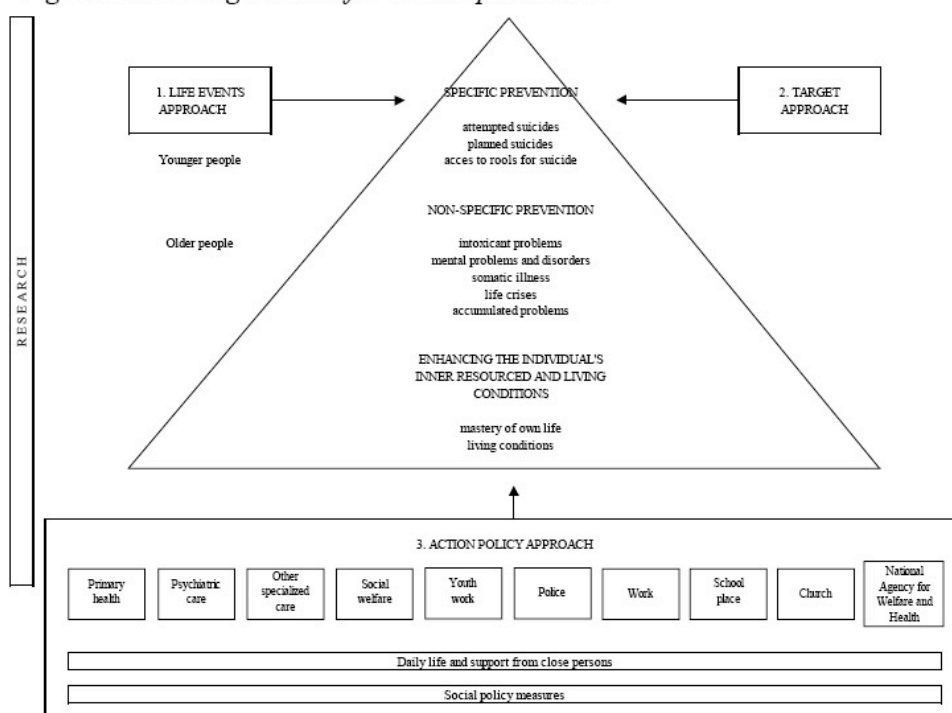 1. LIFE EVENTS
APPROACH
2. TARGET
APPROACH
SPECIFIC PREVENTION
attempted suicides
planned suicides
acces to rools for suicide
Younger people
NON-SPECIFIC PREVENTION
Older people
intoxicant problems
mental problems and disorders
somatic illness
life crises
accumulated problems
RESEARCH
ENHANCING THE INDIVIDUAL'S
INNER RESOURCED AND LIVING
CONDITIONS
mastery of own life
living conditions
3. ACTION POLICY APPROACH
Primary
health
Psychiatric
care
Other
specialized
care
Social
welfare
Youth
work
Police
Work
School
place
Church
National
Agency for
Welfare and
Health
Daily life and support from close persons
Social policy measures